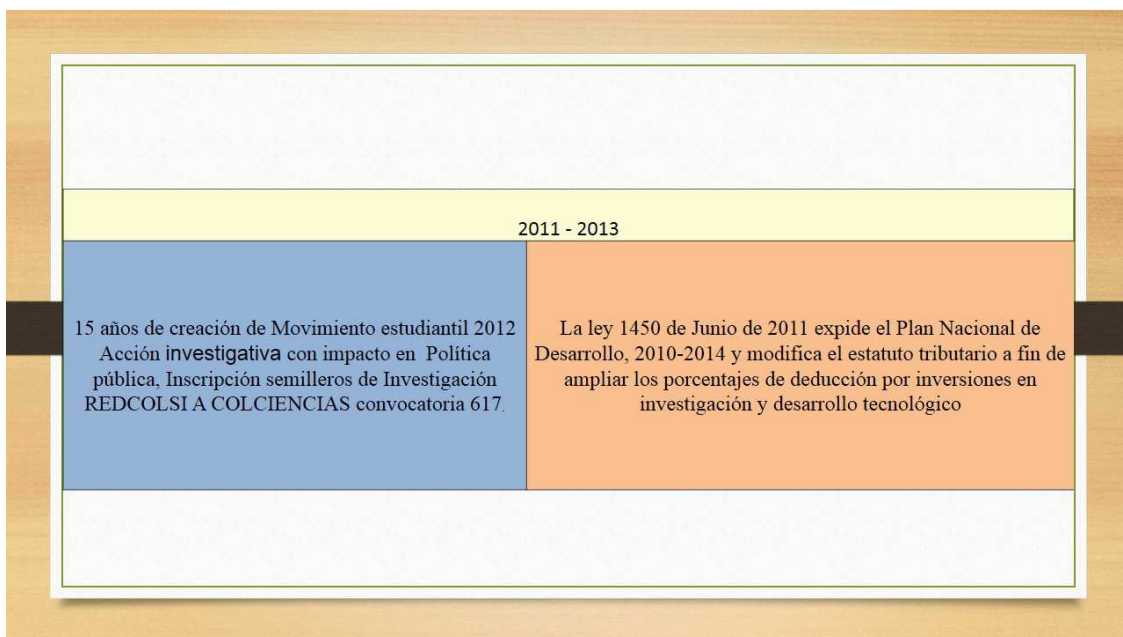 2011 - 2013
15 años de creación de Movimiento estudiantil 2012
Acción investigativa con impacto en Política
pública, Inscripción semilleros de Investigación
REDCOLSI A COLCIENCIAS convocatoria 617.
La ley 1450 de Junio de 2011 expide el Plan Nacional de
Desarrollo, 2010-2014 y modifica el estatuto tributario a fin de
ampliar los porcentajes de deducción por inversiones en
investigación y desarrollo tecnológico